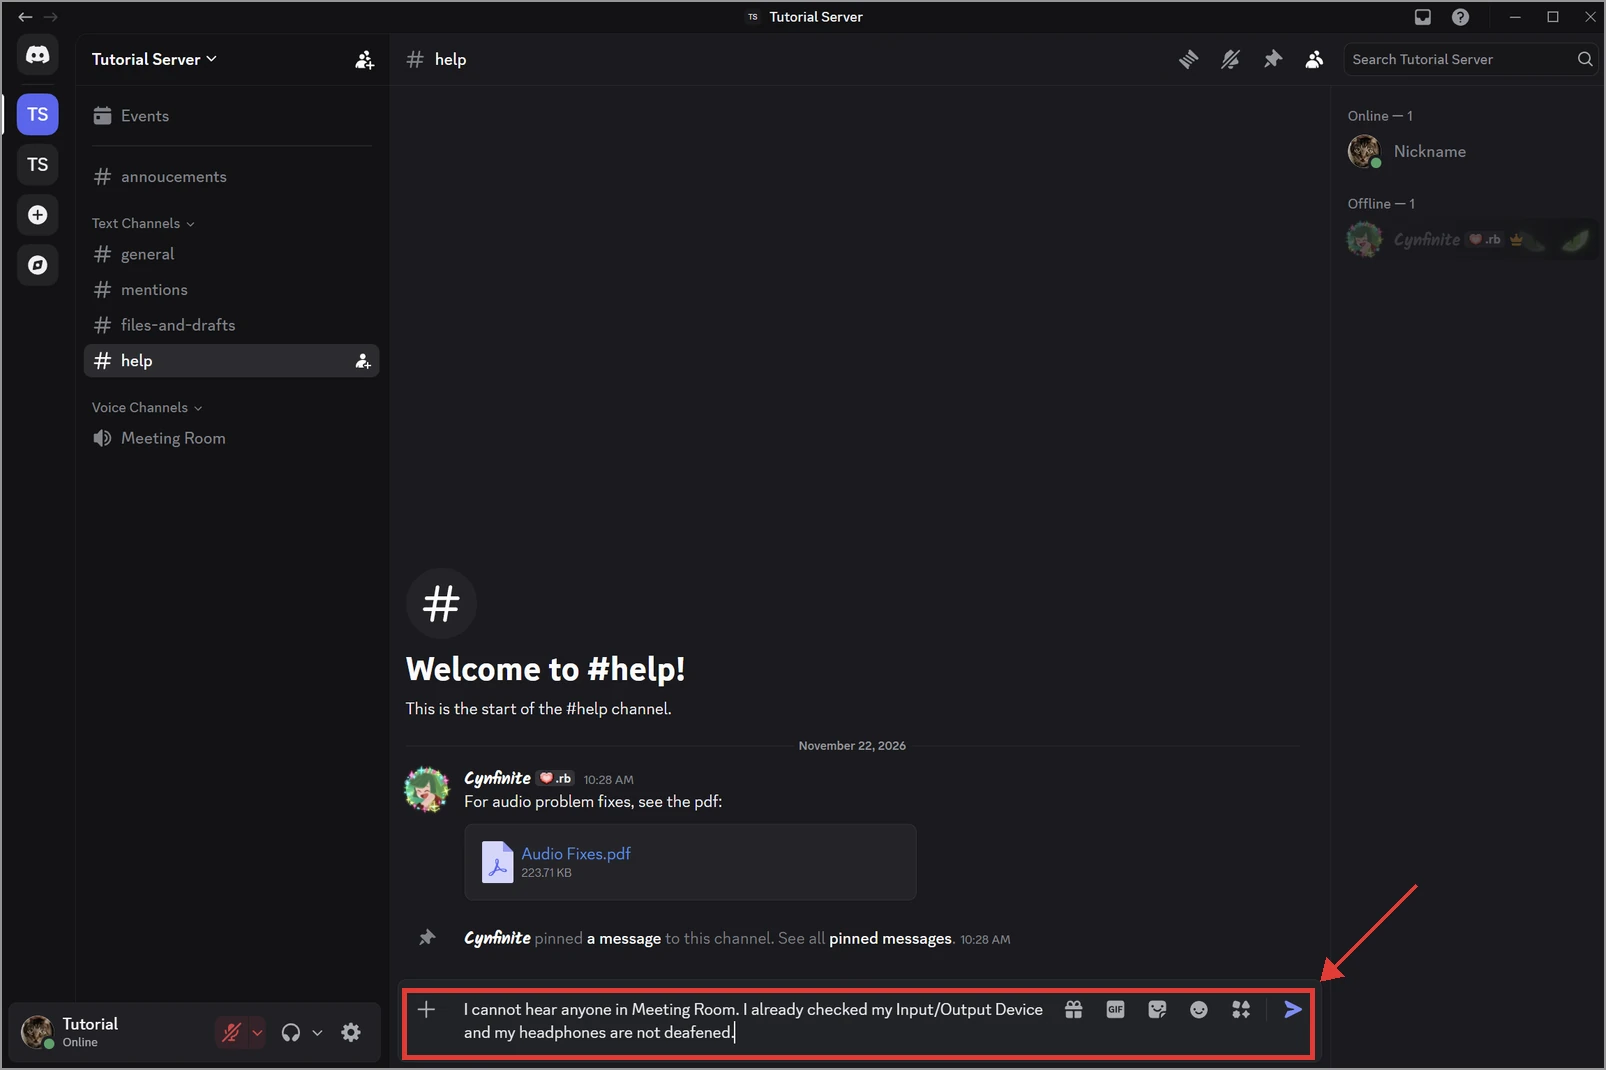 TS Tutorial Server
Tutorial Server
# help
Search Tutorial Server
TS
TS
Events
# annoucements
Text Channels
# general
# mentions
# files-and-drafts
# help
Voice Channels
Meeting Room
Online — 1
Nickname
Offline — 1
Cynfinite .rb
#
Welcome to #help!
This is the start of the #help channel.
November 22, 2026
Cynfinite .rb 10:28 AM
For audio problem fixes, see the pdf:
Audio Fixes.pdf
223.71 KB
Cynfinite pinned a message to this channel. See all pinned messages. 10:28 AM
I cannot hear anyone in Meeting Room. I already checked my Input/Output Device
and my headphones are not deafened.
GIF
Tutorial
Online